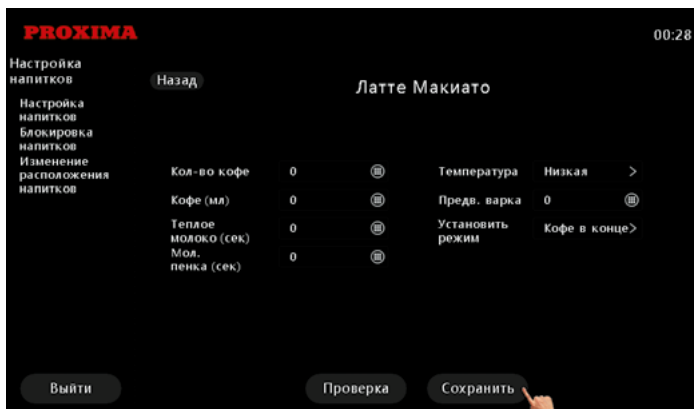 PROXIMA
00:28
Настройка
напитков
Настройка
напитков
Блокировка
напитков
Изменение
расположения
напитков
Назад
Латте Макиато
Кол-во кофе 0
Температура Низкая >
Кофе (мл) 0
Предв. варка 0
Теплое
молоко (сек) 0
Установить
режим Кофе в конце>
Мол.
пенка (сек) 0
Выйти
Проверка
Сохранить